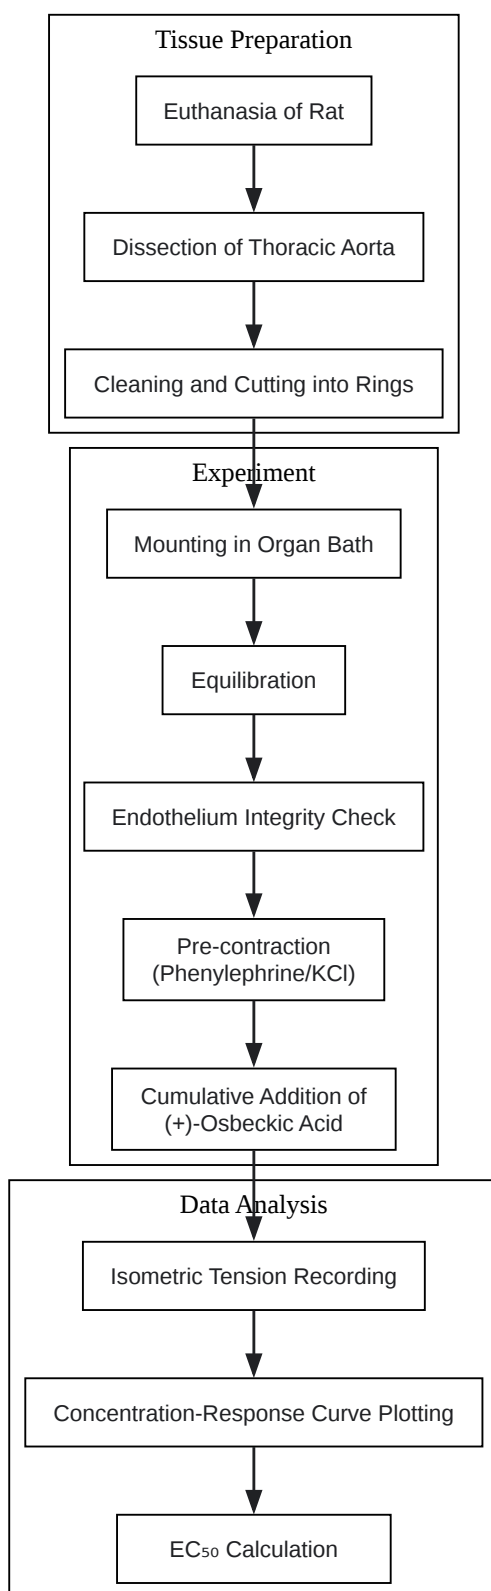 Tissue Preparation
Euthanasia of Rat
Dissection of Thoracic Aorta
Cleaning and Cutting into Rings
Experiment
Mounting in Organ Bath
Equilibration
Endothelium Integrity Check
Pre-contraction
(Phenylephrine/KCl)
Cumulative Addition of
(+)-Osbeckic Acid
Data Analysis
Isometric Tension Recording
Concentration-Response Curve Plotting
EC₅₀ Calculation